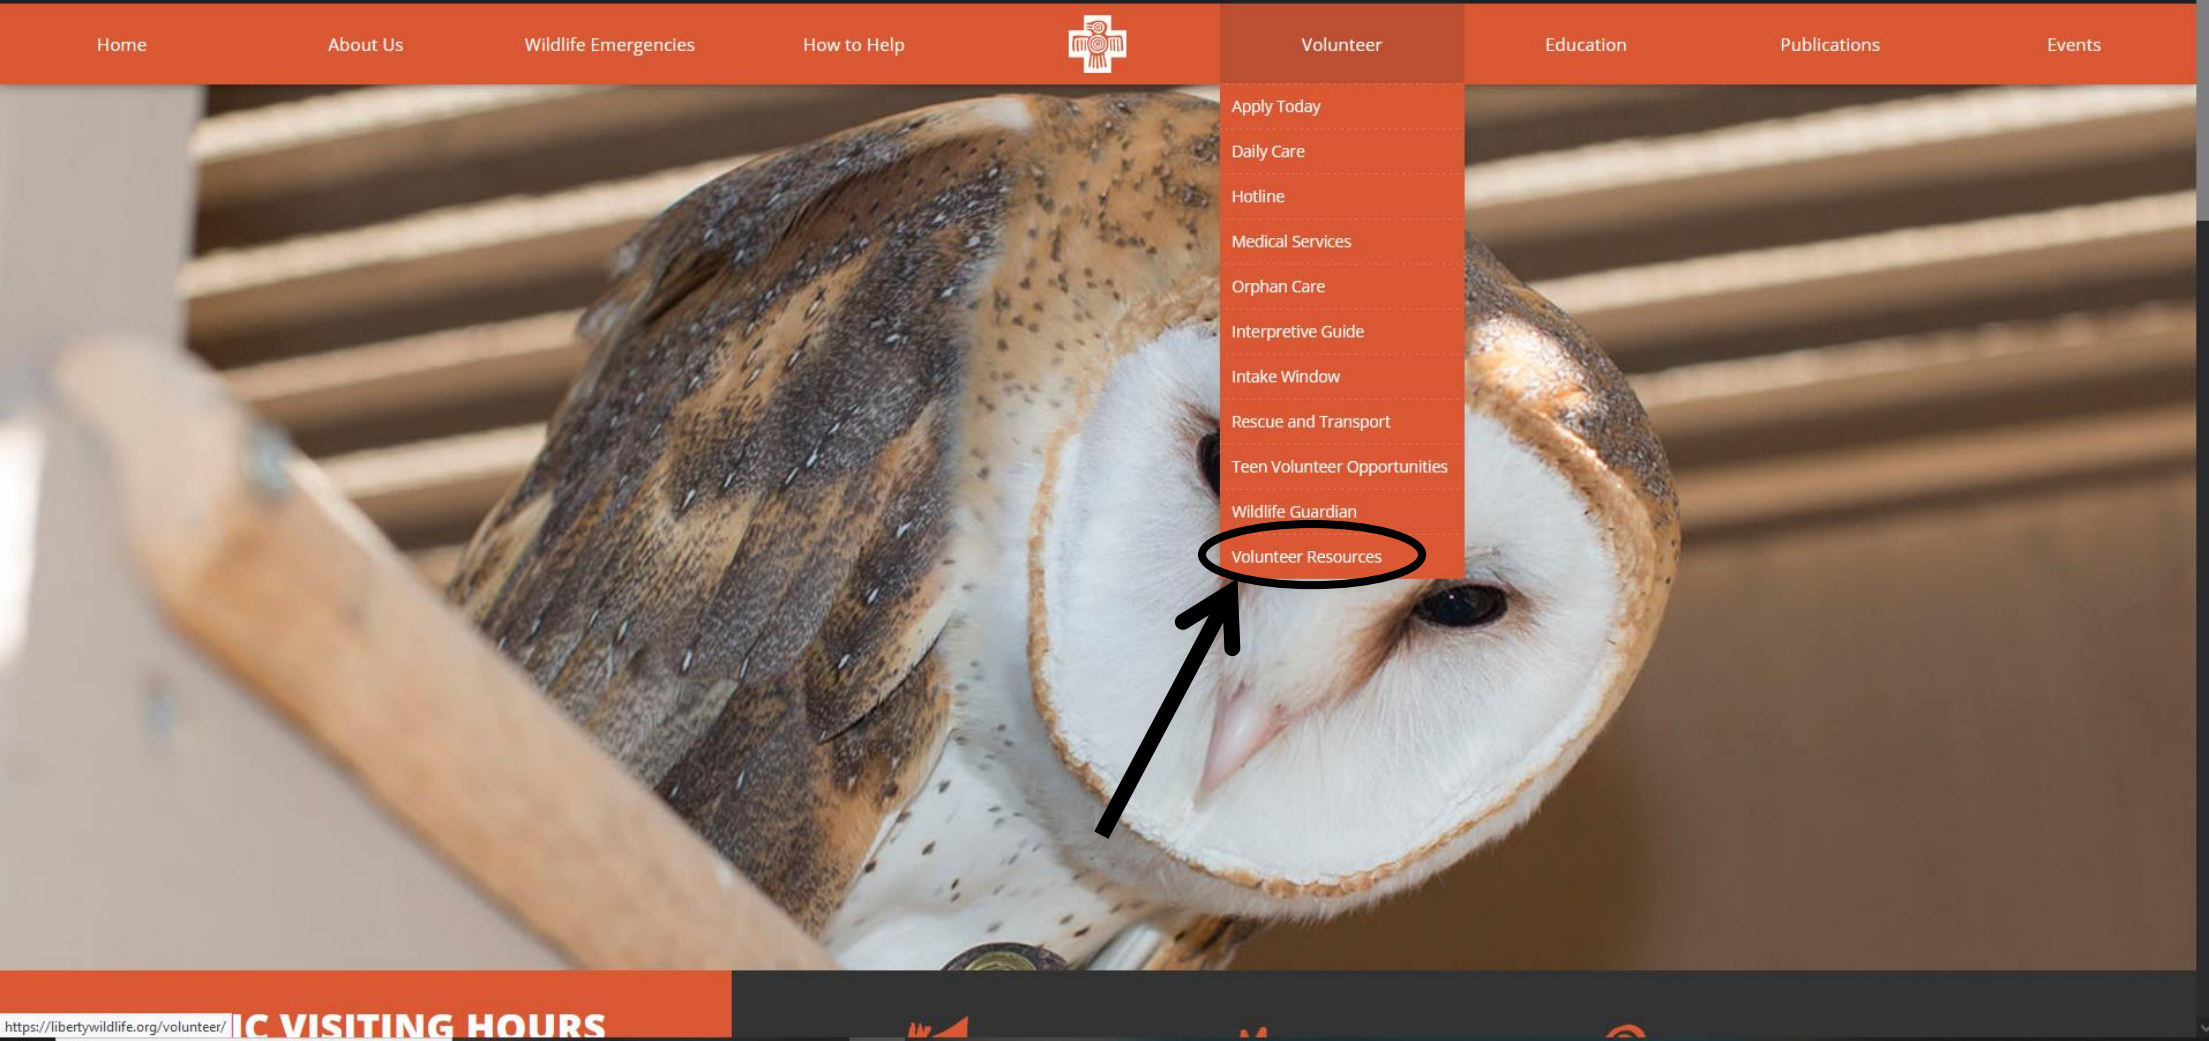 Home
About Us
Wildlife Emergencies
How to Help
Volunteer
Education
Publications
Events
Apply Today
Daily Care
Hotline
Medical Services
Orphan Care
Interpretive Guide
Intake Window
Rescue and Transport
Teen Volunteer Opportunities
Wildlife Guardian
Volunteer Resources
https://libertywildlife.org/volunteer/
IC VISITING HOURS